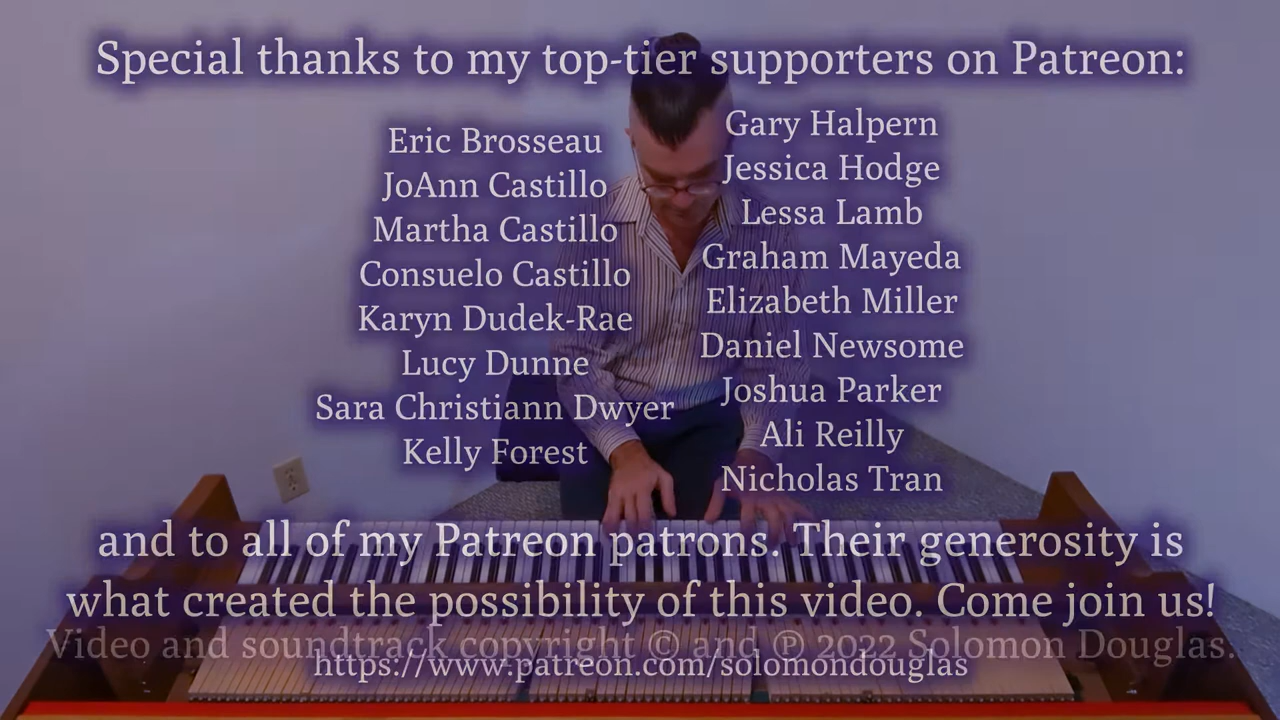 Special thanks to my top-tier supporters on Patreon:
Eric Brosseau
JoAnn Castillo
Martha Castillo
Consuelo Castillo
Karyn Dudek-Rae
Lucy Dunne
Sara Christiann Dwyer
Kelly Forest
Gary Halpern
Jessica Hodge
Lessa Lamb
Graham Mayeda
Elizabeth Miller
Daniel Newsome
Joshua Parker
Ali Reilly
Nicholas Tran
and to all of my Patreon patrons. Their generosity is
what created the possibility of this video. Come join us!
Video and soundtrack copyright © and ℗ 2022 Solomon Douglas.
https://www.patreon.com/solomondouglas